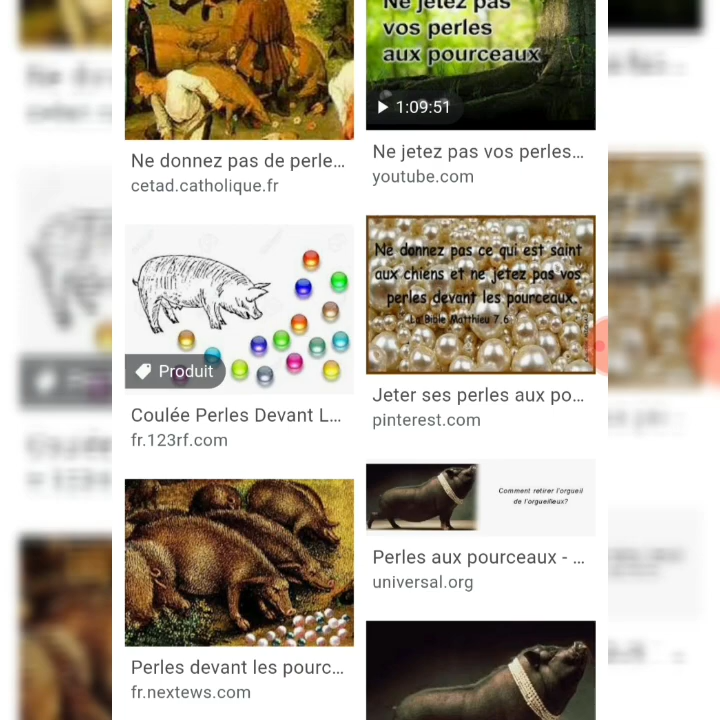 Ne jetez pas
vos perles
aux pourceaux
1:09:51
Ne donnez pas de perle...
cetad.catholique.fr
Ne jetez pas vos perles...
youtube.com
Produit
Coulée Perles Devant L...
fr.123rf.com
Ne donnez pas ce qui est saint
aux chiens et ne jetez pas vos
perles devant les pourceaux.
La Bible Matthieu 7.6
Jeter ses perles aux po...
pinterest.com
Comment retirer l'orgueil
de l'orgueilleux?
Perles aux pourceaux - ...
universal.org
Perles devant les pourc...
fr.nextews.com